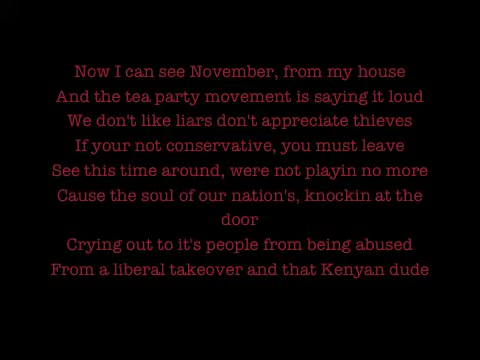 Now I can see November, from my house
And the tea party movement is saying it loud
We don't like liars don't appreciate thieves
If your not conservative, you must leave
See this time around, were not playin no more
Cause the soul of our nation's, knockin at the
door
Crying out to it's people from being abused
From a liberal takeover and that Kenyan dude